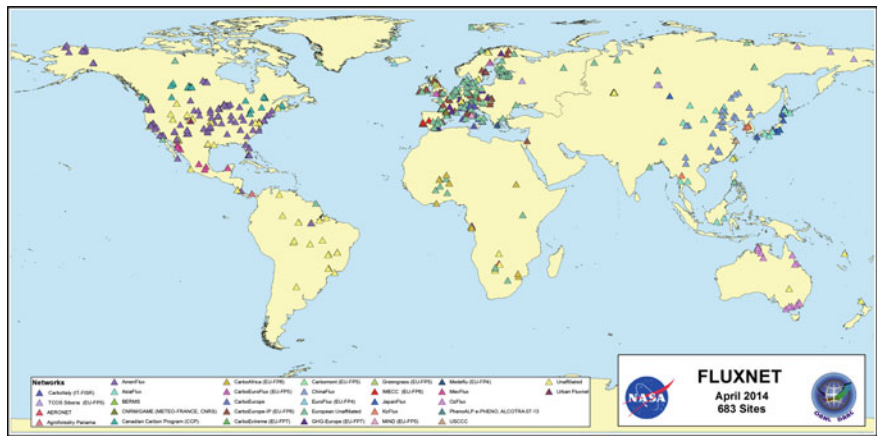 FLUXNET
April 2014
683 Sites
NASA
ORNL DAAC
Networks
CarboItaly (IT-FISR)
TCOS Siberia (EU-FP5)
AERONET
Agroforestry Panama
AmeriFlux
AsiaFlux
BERMS
CNRM/GAME (METEO-FRANCE, CNRS)
Canadian Carbon Program (CCP)
CarboAfrica (EU-FP6)
CarboEuroFlux (EU-FP5)
CarboEurope
CarboEurope-IP (EU-FP6)
CarboExtreme (EU-FP7)
Carbomont (EU-FP5)
ChinaFlux
EuroFlux (EU-FP4)
European Unaffiliated
GHG-Europe (EU-FP7)
Greengrass (EU-FP5)
IMECC (EU-FP6)
JapanFlux
KoFlux
MIND (EU-FP5)
Medeflu (EU-FP4)
MexFlux
OzFlux
PhenoALP e-PHENO, ALCOTRA 07-13
USCCC
Unaffiliated
Urban Fluxnet